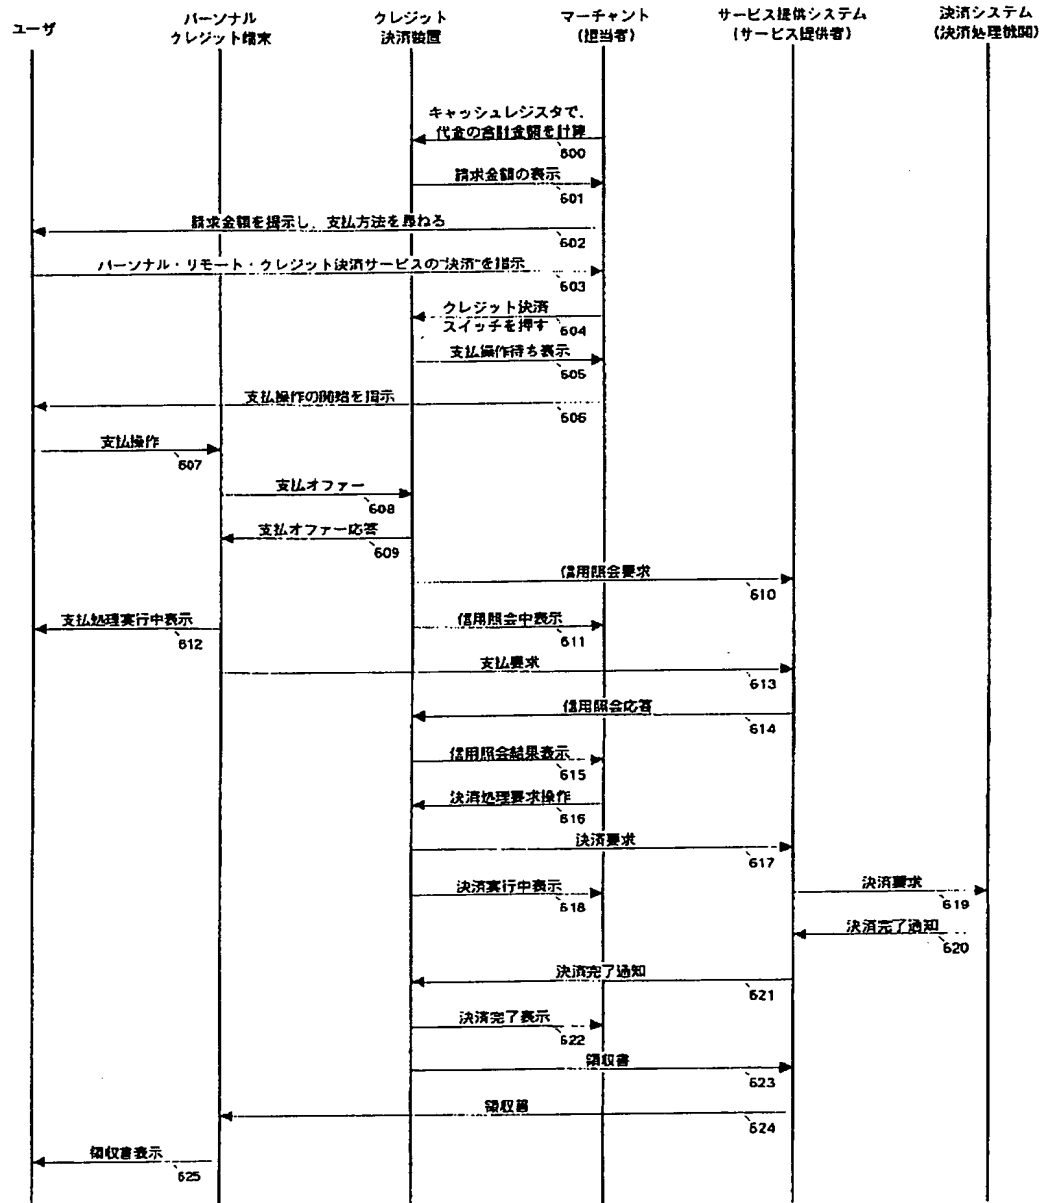 ユーザ
パーソナル
クレジット端末
クレジット
決済装置
マーチャント
(担当者)
サービス提供システム
(サービス提供者)
決済システム
(決済処理機関)
キャッシュレジスタで、
代金の合計金額を計算
600
請求金額の表示
601
請求金額を提示し、支払方法を尋ねる
602
パーソナル・リモート・クレジット決済サービスの"決済"を指示
603
クレジット決済
スイッチを押す
604
支払操作待ち表示
605
支払操作の開始を指示
606
支払操作
607
支払オファー
608
支払オファー応答
609
信用照会要求
610
支払処理実行中表示
612
信用照会中表示
611
支払要求
613
信用照会応答
614
信用照会結果表示
615
決済処理要求操作
616
決済要求
617
決済実行中表示
618
決済要求
619
決済完了通知
620
決済完了通知
621
決済完了表示
622
領収書
623
領収書
624
領収書表示
625